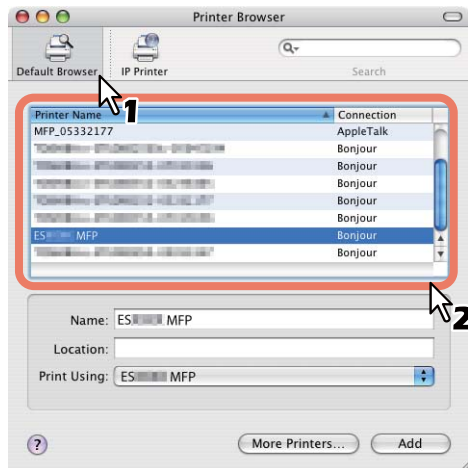 Printer Browser
Default Browser
IP Printer
Search
1
Printer Name Connection
MFP_05332177 AppleTalk
Bonjour
Bonjour
Bonjour
Bonjour
Bonjour
ES MFP Bonjour
Bonjour
2
Name: ES MFP
Location:
Print Using: ES MFP
?
More Printers... Add